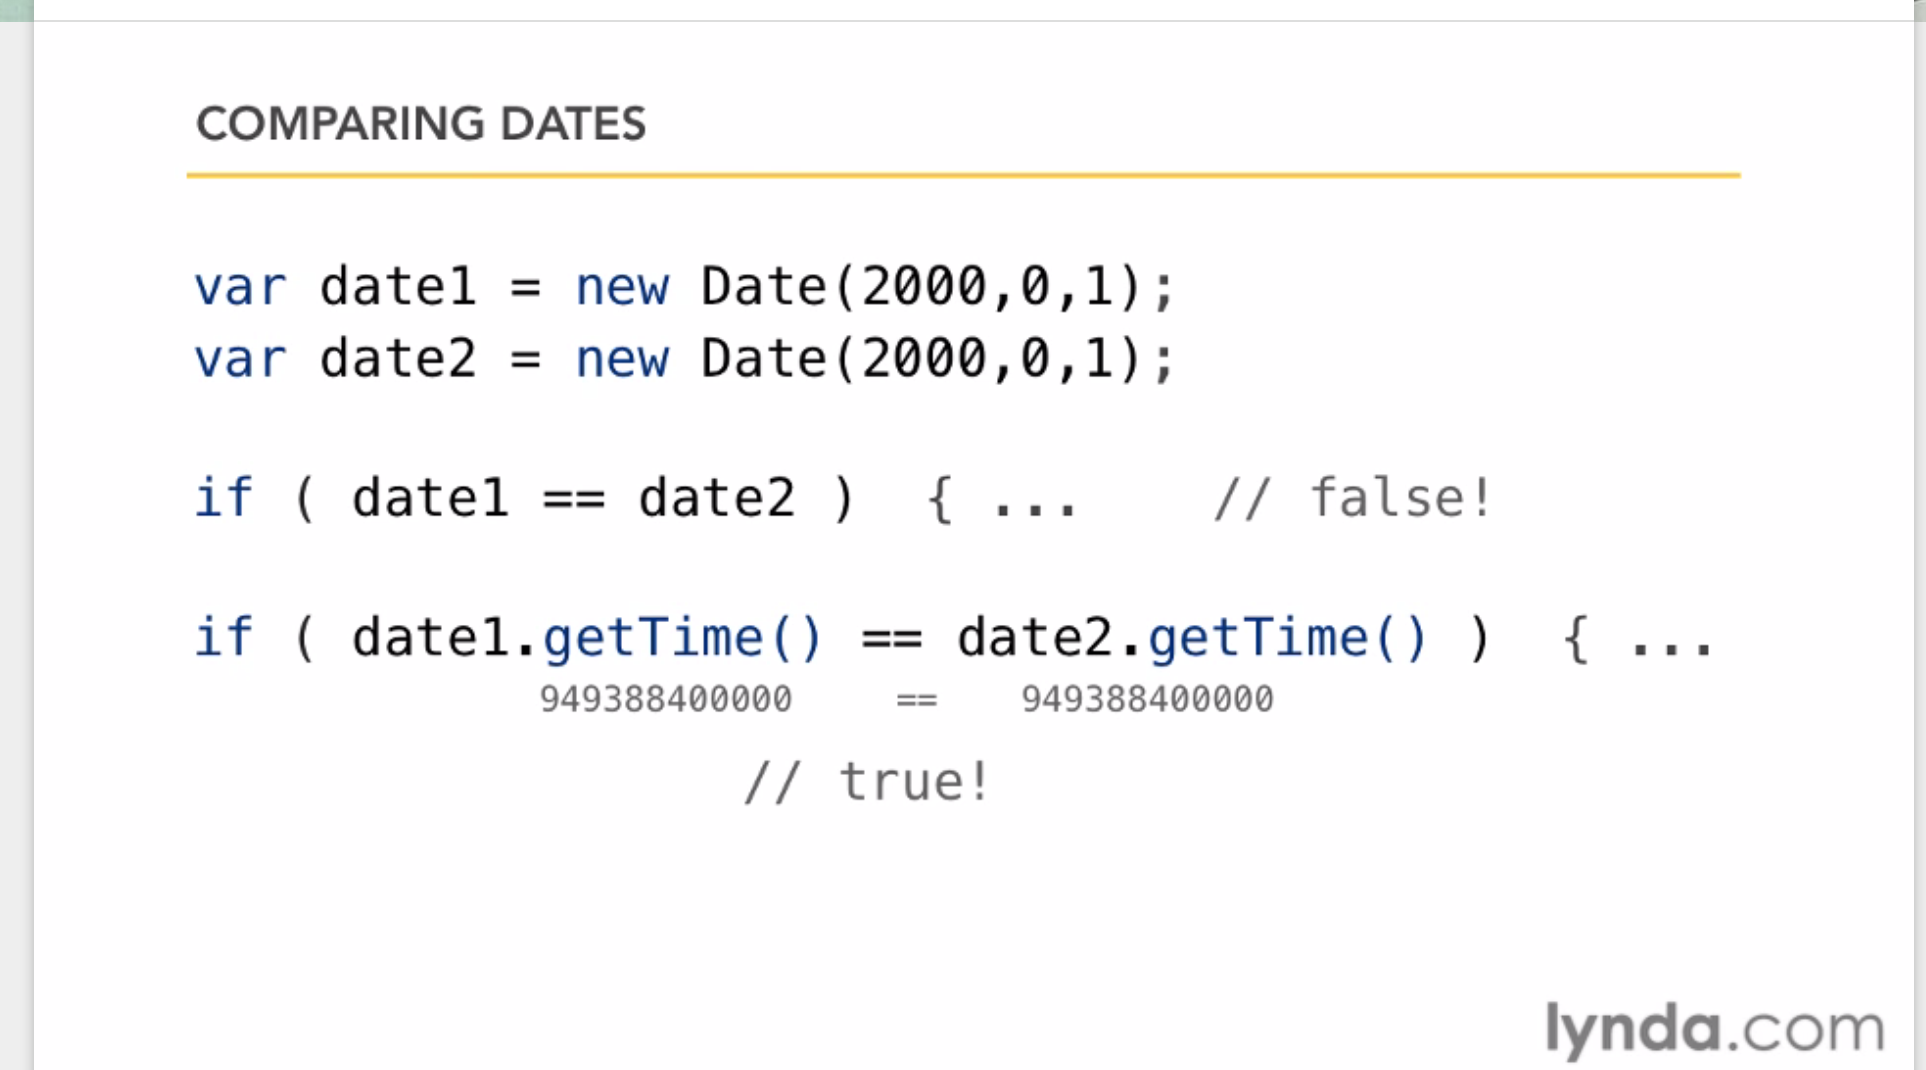 COMPARING DATES
var date1 = new Date(2000,0,1);
var date2 = new Date(2000,0,1);
if ( date1 == date2 ) { ... // false!
if ( date1.getTime() == date2.getTime() ) { ...
949388400000 == 949388400000
// true!
lynda.com